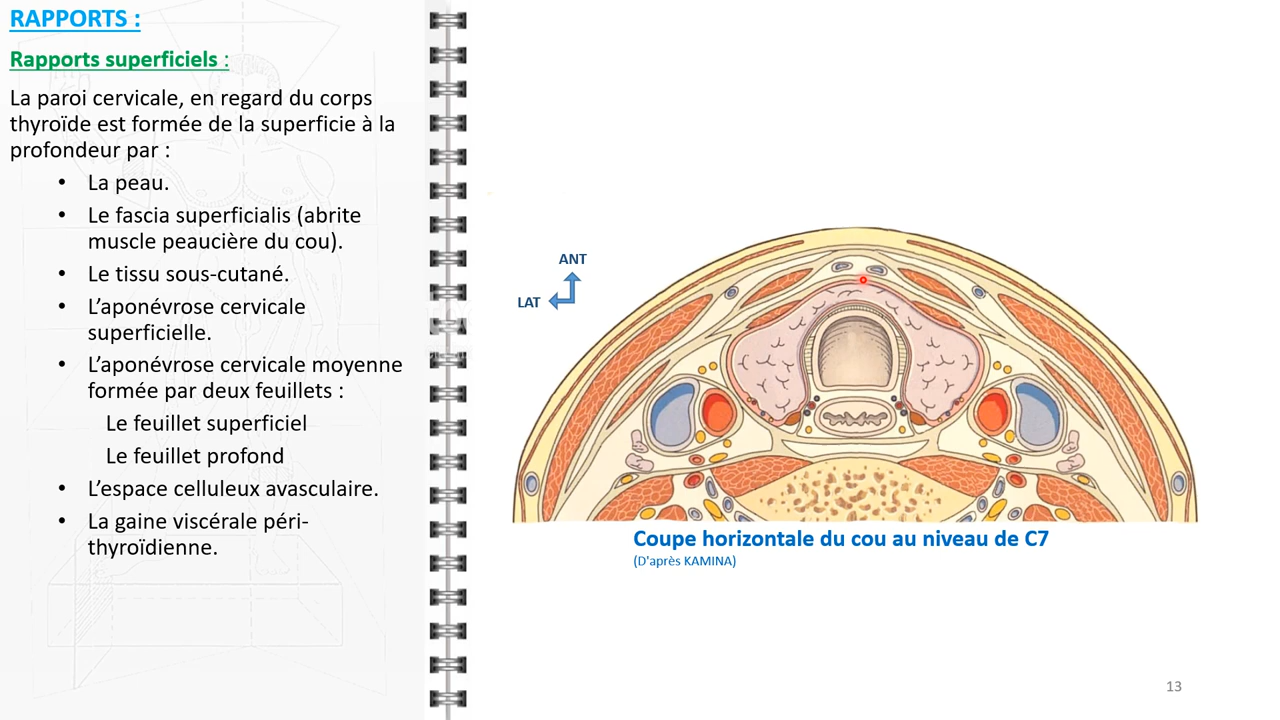 RAPPORTS :
Rapports superficiels :
La paroi cervicale, en regard du corps
thyroïde est formée de la superficie à la
profondeur par :
• La peau.
• Le fascia superficialis (abrite
muscle peaucière du cou).
• Le tissu sous-cutané.
• L’aponévrose cervicale
superficielle.
• L’aponévrose cervicale moyenne
formée par deux feuillets :
Le feuillet superficiel
Le feuillet profond
• L’espace celluleux avasculaire.
• La gaine viscérale péri-
thyroïdienne.
ANT
LAT
Coupe horizontale du cou au niveau de C7
(D'après KAMINA)
13